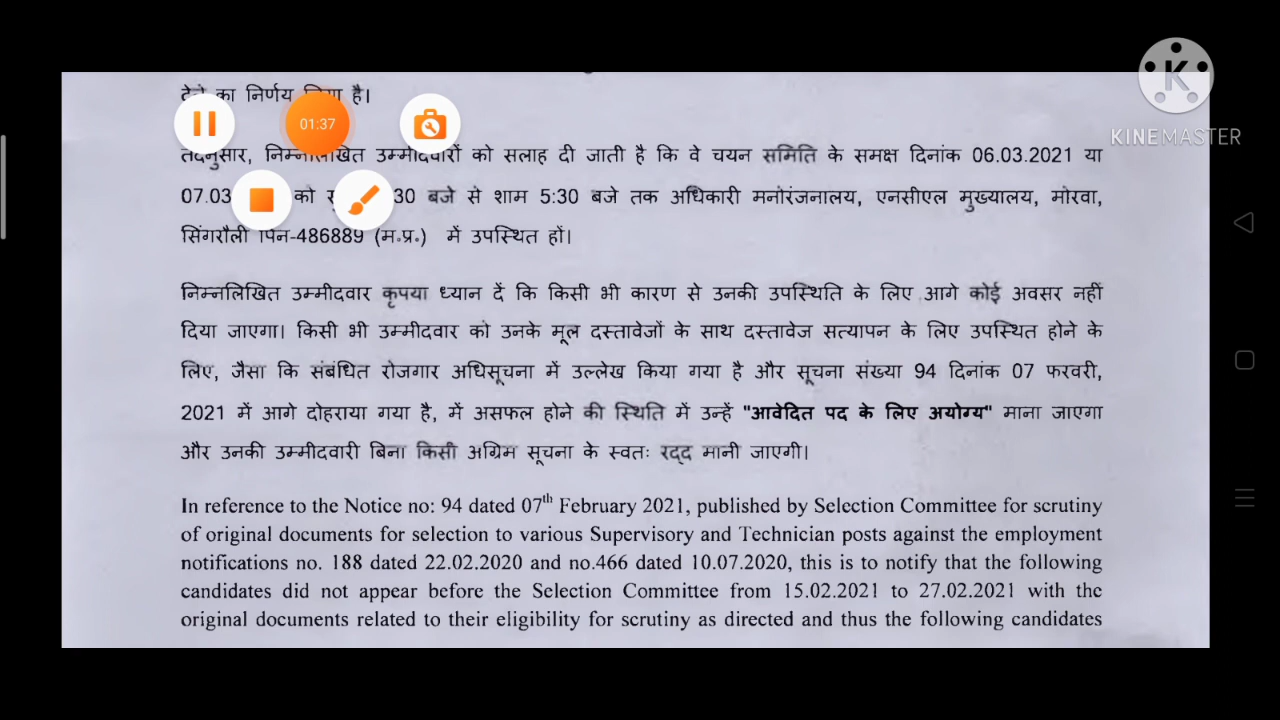 का निर्णय है।
01:37
KINEMASTER
तदनुसार, निम्नलिखित उम्मीदवारों को सलाह दी जाती है कि वे चयन समिति के समक्ष दिनांक 06.03.2021 या
07.03 को 30 बजे से शाम 5:30 बजे तक अधिकारी मनोरंजनालय, एनसीएल मुख्यालय, मोरवा,
सिंगरौली पिन-486889 (म.प्र.) में उपस्थित हों।
निम्नलिखित उम्मीदवार कृपया ध्यान दें कि किसी भी कारण से उनकी उपस्थिति के लिए आगे कोई अवसर नहीं
दिया जाएगा। किसी भी उम्मीदवार को उनके मूल दस्तावेजों के साथ दस्तावेज सत्यापन के लिए उपस्थित होने के
लिए, जैसा कि संबंधित रोजगार अधिसूचना में उल्लेख किया गया है और सूचना संख्या 94 दिनांक 07 फरवरी,
2021 में आगे दोहराया गया है, में असफल होने की स्थिति में उन्हें "आवेदित पद के लिए अयोग्य" माना जाएगा
और उनकी उम्मीदवारी बिना किसी अग्रिम सूचना के स्वतः रद्द मानी जाएगी।
In reference to the Notice no: 94 dated 07th February 2021, published by Selection Committee for scrutiny
of original documents for selection to various Supervisory and Technician posts against the employment
notifications no. 188 dated 22.02.2020 and no.466 dated 10.07.2020, this is to notify that the following
candidates did not appear before the Selection Committee from 15.02.2021 to 27.02.2021 with the
original documents related to their eligibility for scrutiny as directed and thus the following candidates